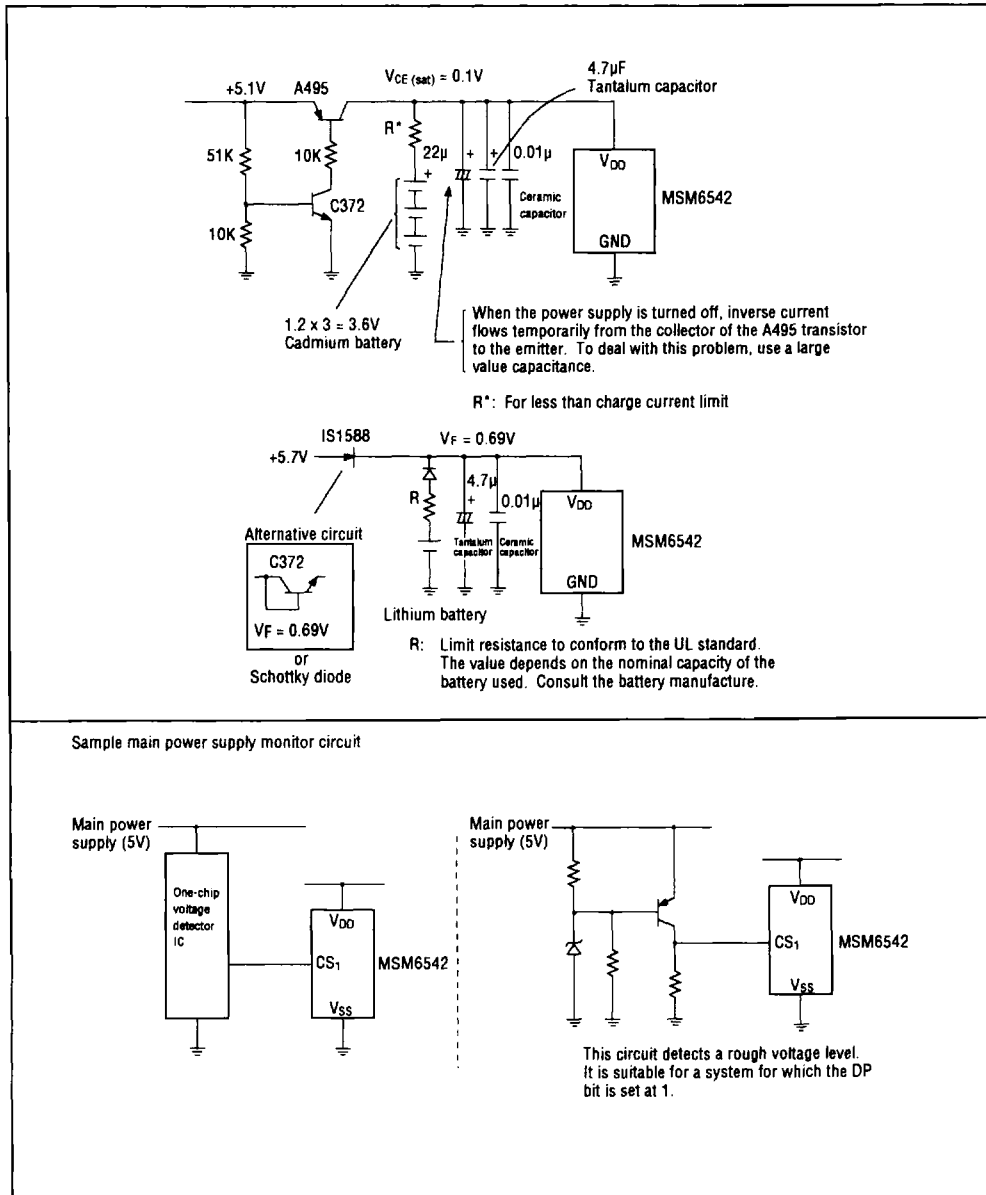 +5.1V
A495
VCE (sat) = 0.1V
4.7µF
Tantalum capacitor
R*
51K
10K
22µ
+
+
+
0.01µ
VDD
MSM6542
C372
Ceramic
capacitor
10K
GND
1.2 x 3 = 3.6V
Cadmium battery
When the power supply is turned off, inverse current
flows temporarily from the collector of the A495 transistor
to the emitter. To deal with this problem, use a large
value capacitance.
R*: For less than charge current limit
IS1588
VF = 0.69V
+5.7V
4.7µ
R
+
0.01µ
VDD
Tantalum
capacitor
Ceramic
capacitor
MSM6542
GND
Alternative circuit
C372
VF = 0.69V
or
Schottky diode
Lithium battery
R: Limit resistance to conform to the UL standard.
The value depends on the nominal capacity of the
battery used. Consult the battery manufacture.
Sample main power supply monitor circuit
Main power
supply (5V)
One-chip
voltage
detector
IC
VDD
CS1
MSM6542
VSS
Main power
supply (5V)
VDD
CS1
MSM6542
VSS
This circuit detects a rough voltage level.
It is suitable for a system for which the DP
bit is set at 1.